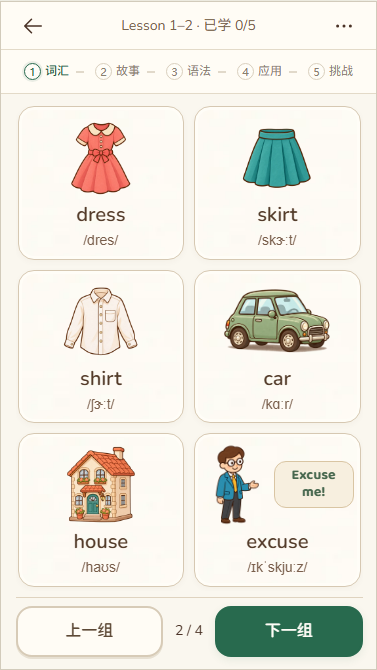 Lesson 1–2 · 已学 0/5
1 词汇 – 2 故事 – 3 语法 – 4 应用 – 5 挑战
dress
/dres/
skirt
/skɝːt/
shirt
/ʃɝːt/
car
/kɑːr/
house
/haʊs/
Excuse
me!
excuse
/ɪkˈskjuːz/
上一组
2 / 4
下一组